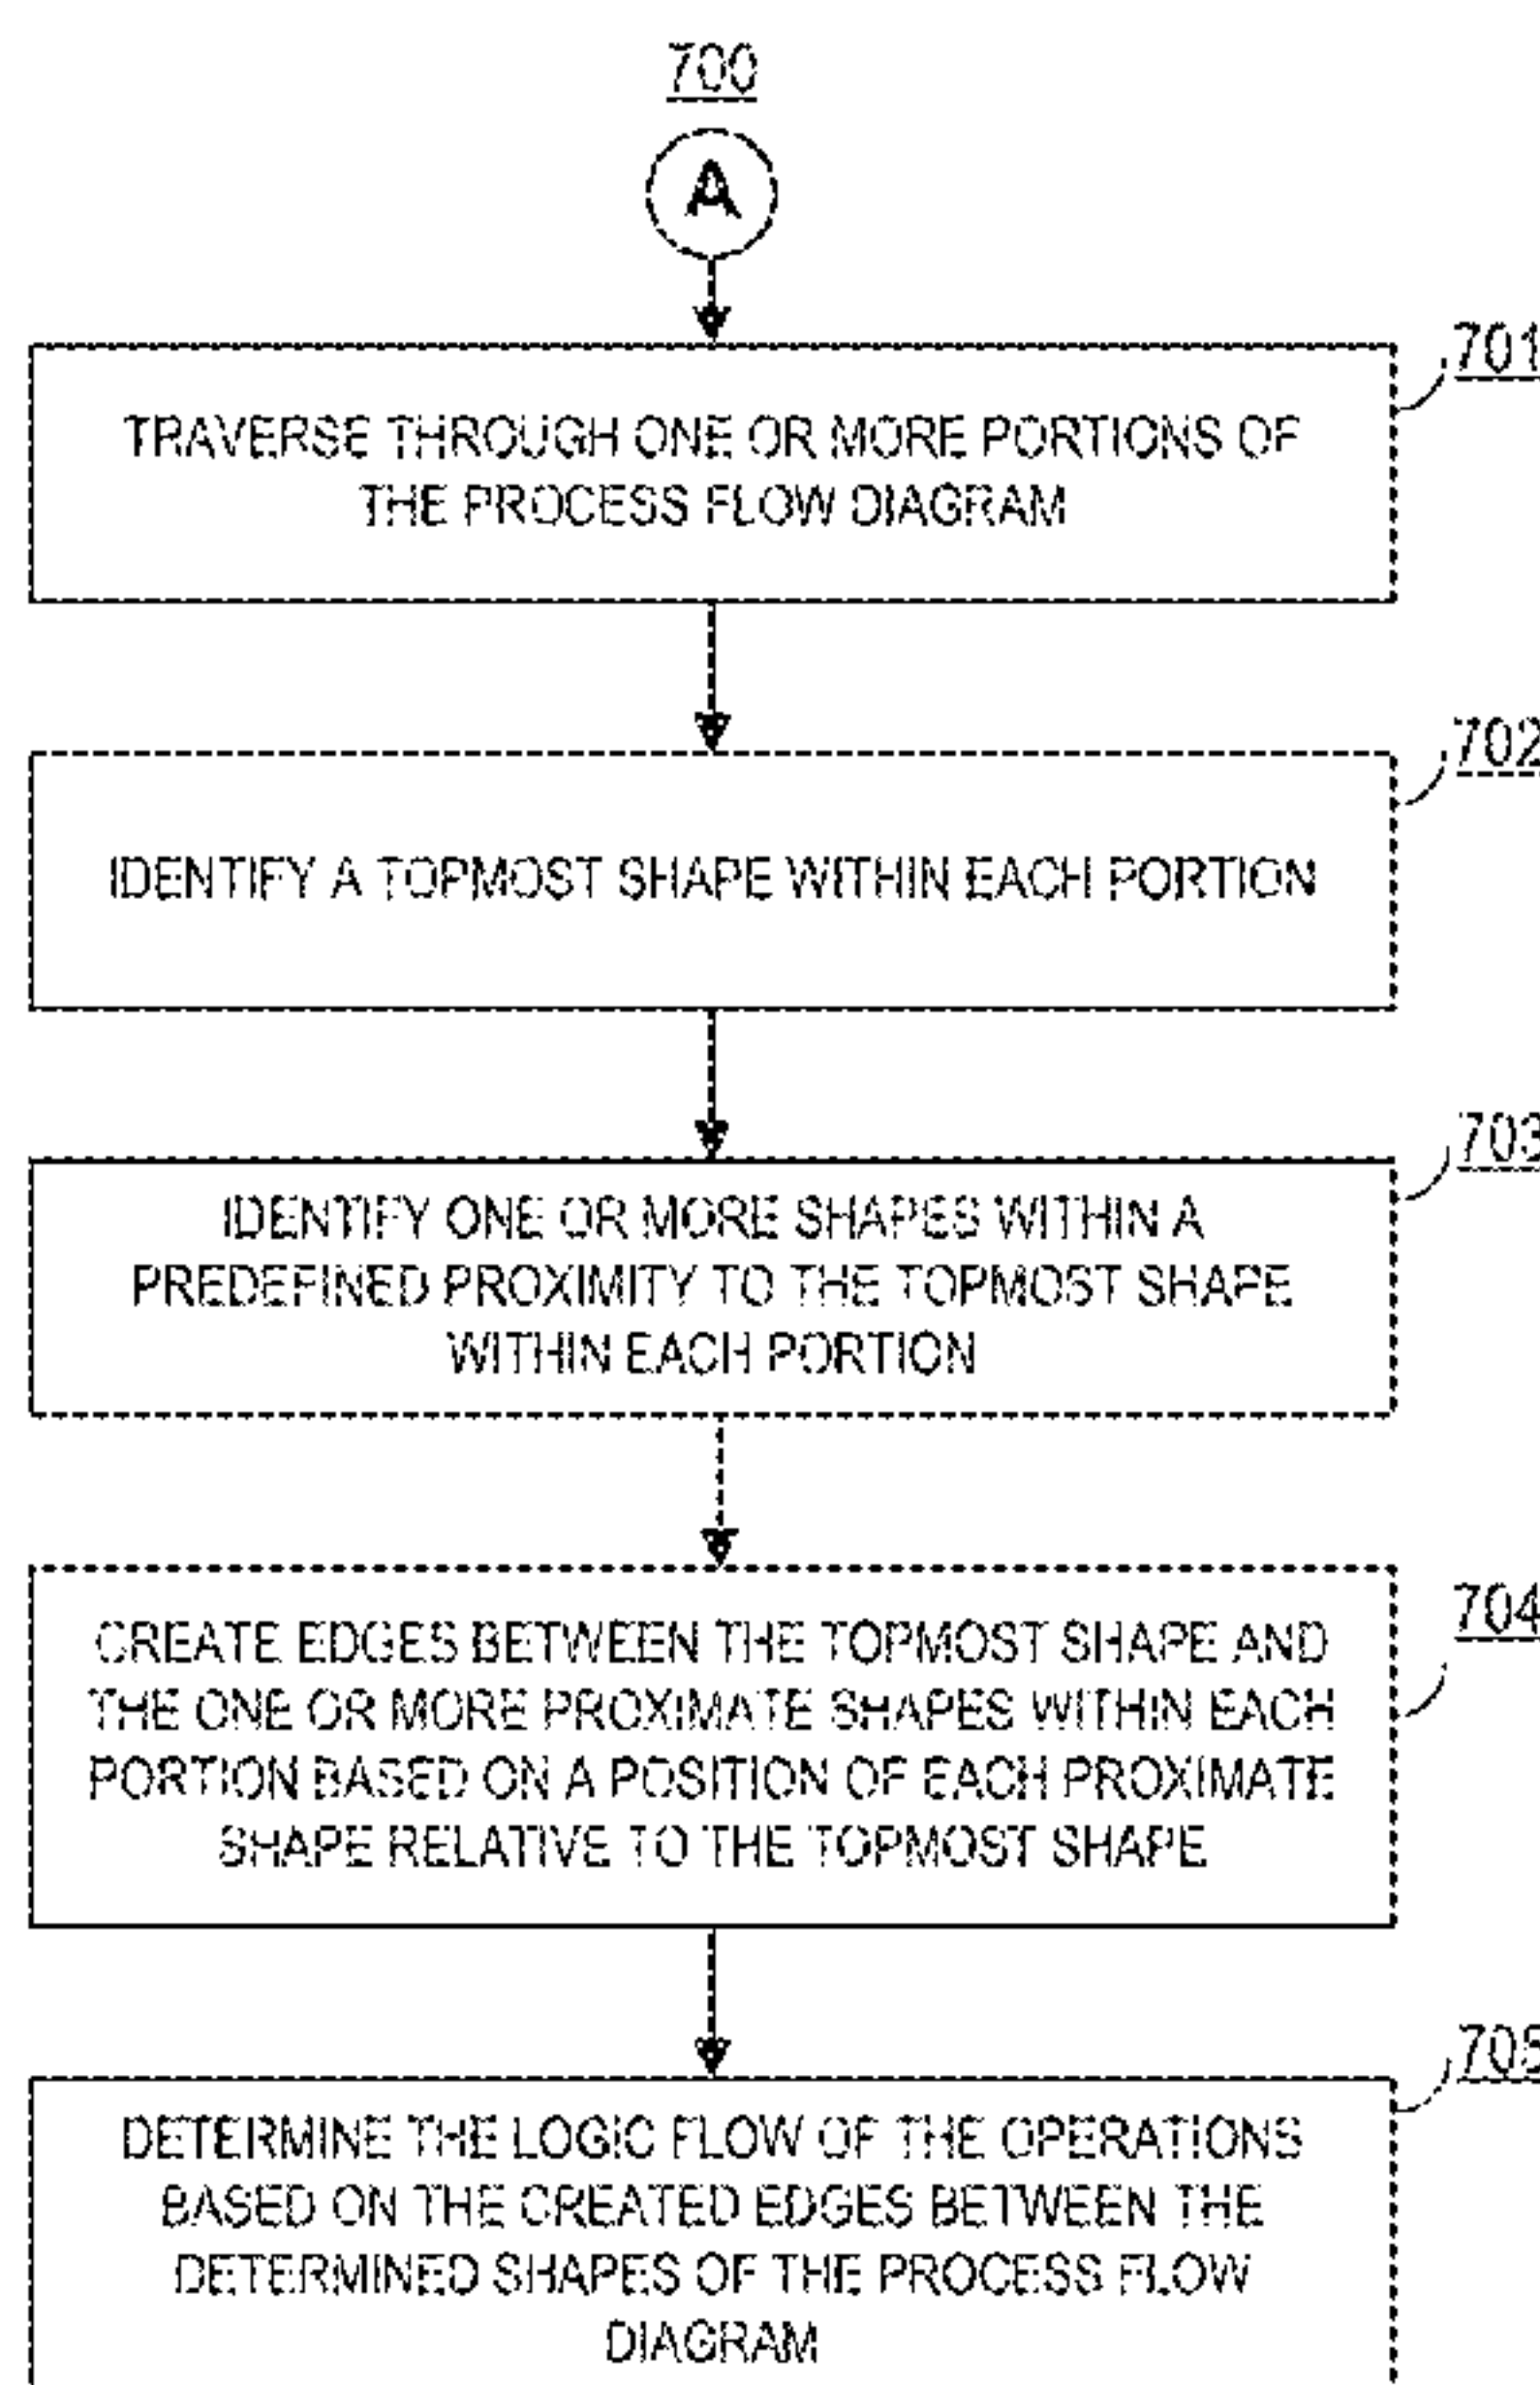 700
A
701
TRAVERSE THROUGH ONE OR MORE PORTIONS OF
THE PROCESS FLOW DIAGRAM
702
IDENTIFY A TOPMOST SHAPE WITHIN EACH PORTION
703
IDENTIFY ONE OR MORE SHAPES WITHIN A
PREDEFINED PROXIMITY TO THE TOPMOST SHAPE
WITHIN EACH PORTION
704
CREATE EDGES BETWEEN THE TOPMOST SHAPE AND
THE ONE OR MORE PROXIMATE SHAPES WITHIN EACH
PORTION BASED ON A POSITION OF EACH PROXIMATE
SHAPE RELATIVE TO THE TOPMOST SHAPE
705
DETERMINE THE LOGIC FLOW OF THE OPERATIONS
BASED ON THE CREATED EDGES BETWEEN THE
DETERMINED SHAPES OF THE PROCESS FLOW
DIAGRAM